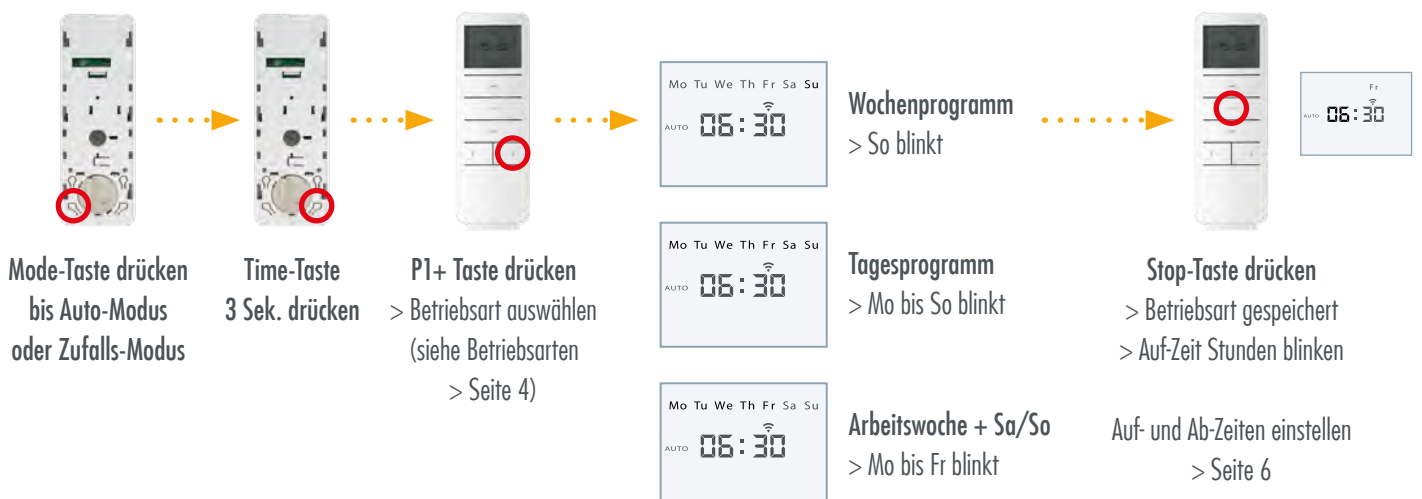 Mode-Taste drücken
bis Auto-Modus
oder Zufalls-Modus
Time-Taste
3 Sek. drücken
P1+ Taste drücken
> Betriebsart auswählen
(siehe Betriebsarten
> Seite 4)
Mo Tu We Th Fr Sa Su
AUTO 06:30
Wochenprogramm
> So blinkt
Mo Tu We Th Fr Sa Su
AUTO 06:30
Tagesprogramm
> Mo bis So blinkt
Mo Tu We Th Fr Sa Su
AUTO 06:30
Arbeitswoche + Sa/So
> Mo bis Fr blinkt
Fr
AUTO 06:30
Stop-Taste drücken
> Betriebsart gespeichert
> Auf-Zeit Stunden blinken
Auf- und Ab-Zeiten einstellen
> Seite 6